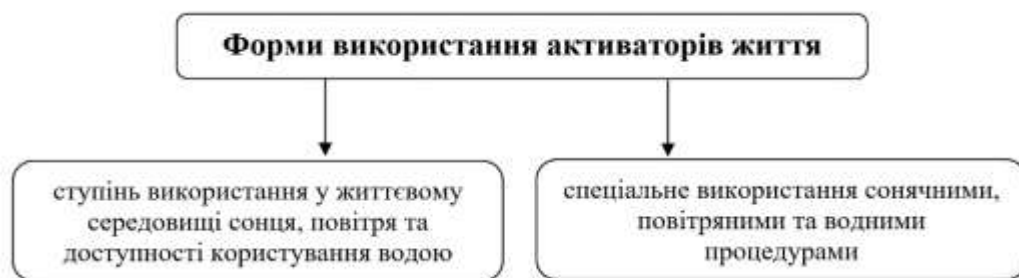 Форми використання активаторів життя
ступінь використання у життєвому
середовищі сонця, повітря та
доступності користування водою
спеціальне використання сонячними,
повітряними та водними
процедурами